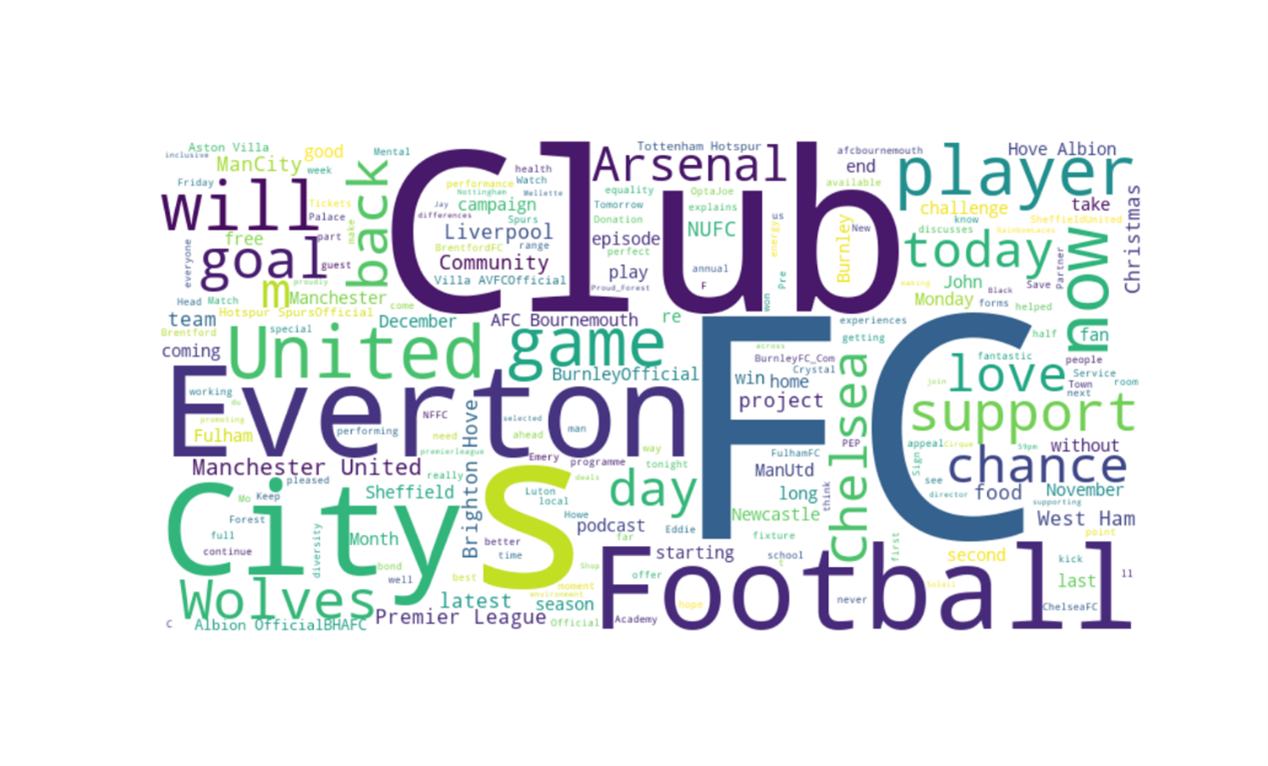 Club
FC
Everton
City
S
Football
United
Wolves
will
goal
back
m
game
Arsenal
player
today
now
love
support
chance
chelsea
day
Aston Villa
inclusive
ManCity
good
week
Mental
Friday
Tickets
Palace
part
make
free
guest
everyone
proudly
Manchester
Head
Match
come
Hotspur SpursOfficial
team
Brentford
special
December
coming
working
do
promoting
Fulham
performing
NFFC
need
premierleague
Manchester United
pleased
really
Mo
Keep
Sheffield
Forest
full
continue
diversity
Month
bond
well
Brighton Hove
better
time
best
latest
season
Premier League
Albion OfficialBHAFC
C
performance
health
Watch
Nottingham
Mellette
Jay
differences
campaign
Spurs
Liverpool
BrentfordFC
range
Community
Villa AVFCOfficial
AFC Bournemouth
re
BurnleyOfficial
Tottenham Hotspur
equality
OptaJoe
Tomorrow
Donation
explains
episode
NUFC
perfect
play
annual
Proud_Forest
F
us
energy
Pre
won
afcbournemouth
end
available
Burnley
New
Hove Albion
take
challenge
know
SheffieldUnited
discusses
RainbowLaces
Christmas
John
Partner
Save
Black
making
Monday
forms
helped
experiences
getting
half
fan
fantastic
people
Service
Town
room
next
join
across
BurnleyFC_Com
Crystal
win
home
project
selected
ahead
man
way
Emery
programme
tonight
Luton
local
deals
Howe
podcast
Eddie
far
Shop
moment
environment
offer
hope
Official
Academy
starting
school
t
fixture
Newcastle
long
think
ManUtd
FulhamFC
PEP
appeal
Cirque
59pm
Sign
see
director
supporting
without
food
November
West Ham
first
second
point
kick
last
11
never
Soleil
ChelseaFC